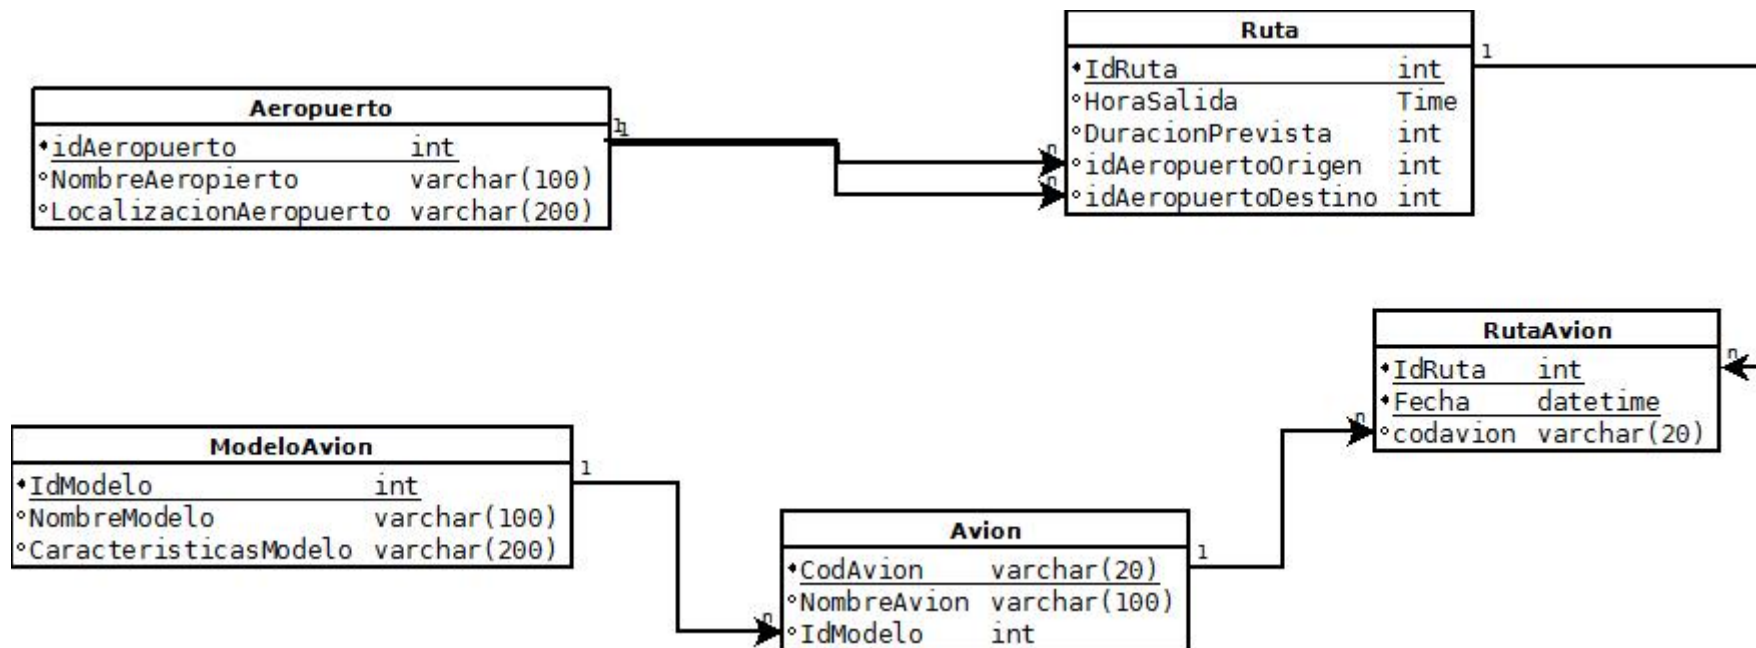 Ruta
IdRuta int
HoraSalida Time
DuracionPrevista int
idAeropuertoOrigen int
idAeropuertoDestino int
1
Aeropuerto
idAeropuerto int
NombreAeropierto varchar(100)
LocalizacionAeropuerto varchar(200)
1
1
n
n
RutaAvion
IdRuta int
Fecha datetime
codavion varchar(20)
n
n
ModeloAvion
IdModelo int
NombreModelo varchar(100)
CaracteristicasModelo varchar(200)
1
Avion
CodAvion varchar(20)
NombreAvion varchar(100)
IdModelo int
1
n